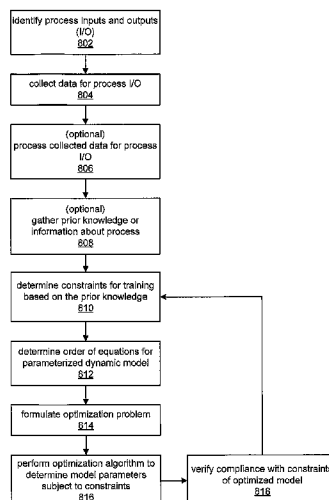 identify process inputs and outputs
(I/O)
802
collect data for process I/O
804
(optional)
process collected data for process
I/O
806
(optional)
gather prior knowledge or
information about process
808
determine constraints for training
based on the prior knowledge
810
determine order of equations for
parameterized dynamic model
812
formulate optimization problem
814
perform optimization algorithm to
determine model parameters
subject to constraints
816
verify compliance with constraints
of optimized model
818